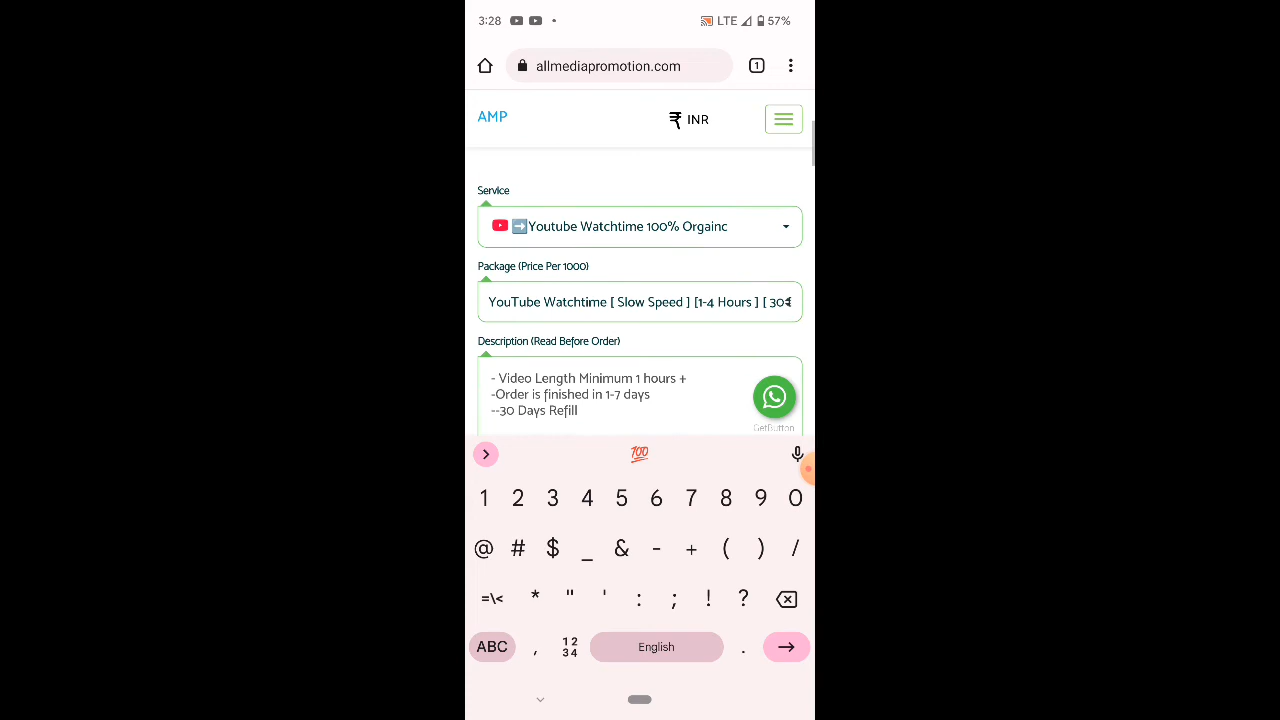 3:28 LTE 57%
allmediapromotion.com 1
AMP ₹ INR
Service
Youtube Watchtime 100% Orgainc
Package (Price Per 1000)
YouTube Watchtime [ Slow Speed ] [1-4 Hours ] [ 30
Description (Read Before Order)
- Video Length Minimum 1 hours +
-Order is finished in 1-7 days
--30 Days Refill
GetButton
100
1 2 3 4 5 6 7 8 9 0
@ # $ _ & - + ( ) /
=\< * " ' : ; ! ?
ABC , 12 34 English .